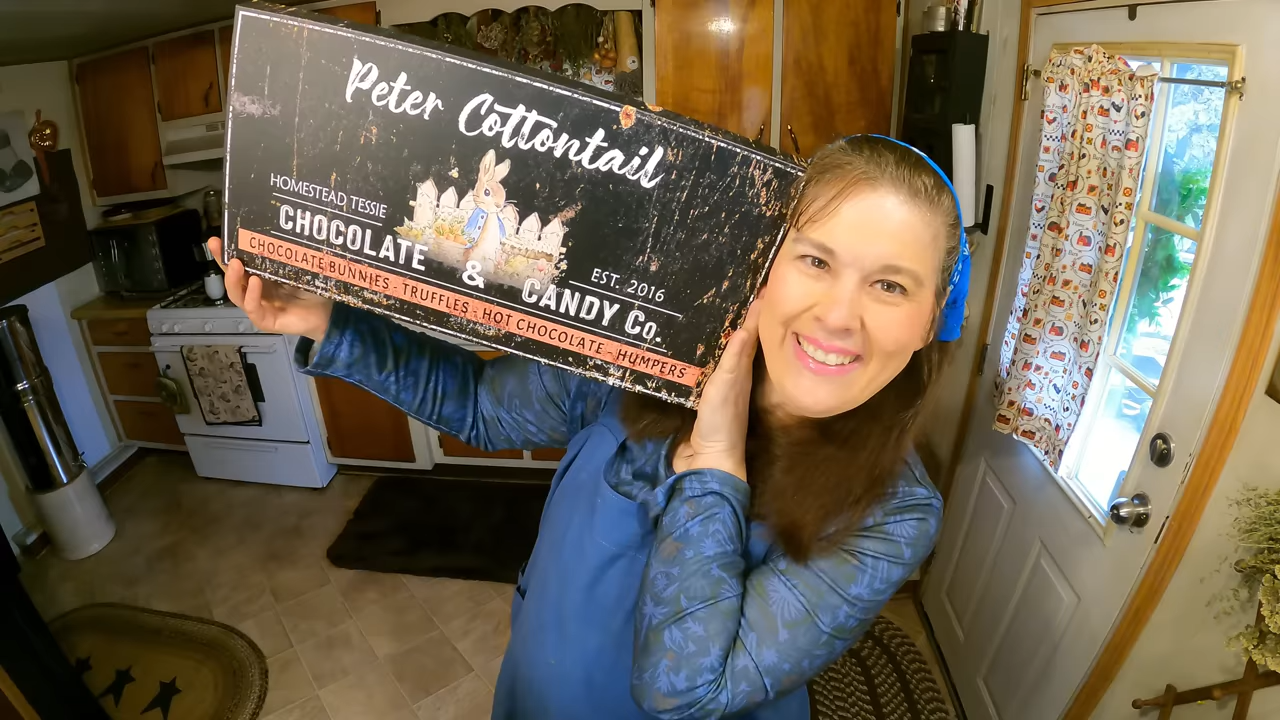 Peter Cottontail
HOMESTEAD TESSIE
CHOCOLATE & CANDY Co.
EST. 2016
CHOCOLATE BUNNIES - TRUFFLES - HOT CHOCOLATE - HUMPERS